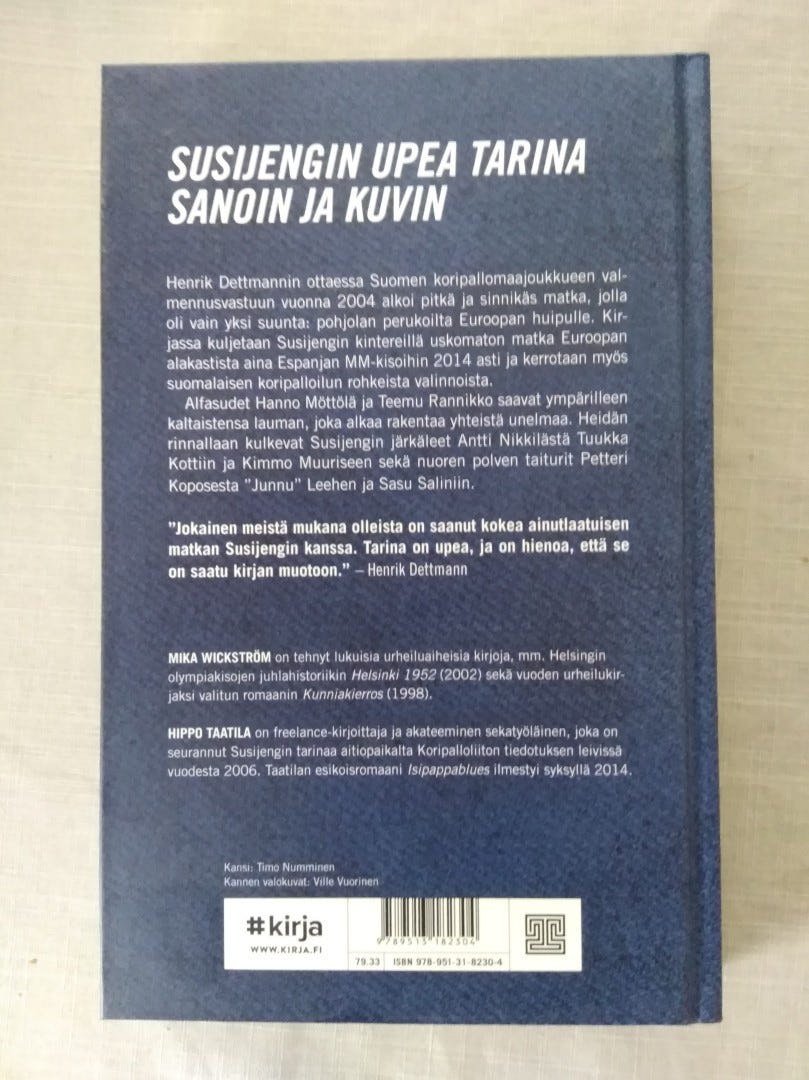 SUSIJENGIN UPEA TARINA
SANOIN JA KUVIN
Henrik Dettmannin ottaessa Suomen koripallomaajoukkueen val-
mennusvastuun vuonna 2004 alkoi pitkä ja sinnikäs matka, jolla
oli vain yksi suunta: pohjolan perukoilta Euroopan huipulle. Kir-
jassa kuljetaan Susijengin kintereillä uskomaton matka Euroopan
alakastista aina Espanjan MM-kisoihin 2014 asti ja kerrotaan myös
suomalaisen koripalloilun rohkeista valinnoista.
Alfasudet Hanno Möttölä ja Teemu Rannikko saavat ympärilleen
kaltaistensa lauman, joka alkaa rakentaa yhteistä unelmaa. Heidän
rinnallaan kulkevat Susijengin järkäleet Antti Nikkilästä Tuukka
Kottiin ja Kimmo Muuriseen sekä nuoren polven taiturit Petteri
Koposesta "Junnu" Leehen ja Sasu Saliniin.
"Jokainen meistä mukana olleista on saanut kokea ainutlaatuisen
matkan Susijengin kanssa. Tarina on upea, ja on hienoa, että se
on saatu kirjan muotoon." – Henrik Dettmann
MIKA WICKSTRÖM on tehnyt lukuisia urheiluaiheisia kirjoja, mm. Helsingin
olympiakisojen juhlahistoriikin Helsinki 1952 (2002) sekä vuoden urheilukir-
jaksi valitun romaanin Kunniakierros (1998).
HIPPO TAATILA on freelance-kirjoittaja ja akateeminen sekatyöläinen, joka on
seurannut Susijengin tarinaa aitiopaikalta Koripalloliiton tiedotuksen leivissä
vuodesta 2006. Taatilan esikoisromaani Isipappablues ilmestyi syksyllä 2014.
Kansi: Timo Numminen
Kannen valokuvat: Ville Vuorinen
#kirja
WWW.KIRJA.FI
9789513182304
79.33 ISBN 978-951-31-8230-4